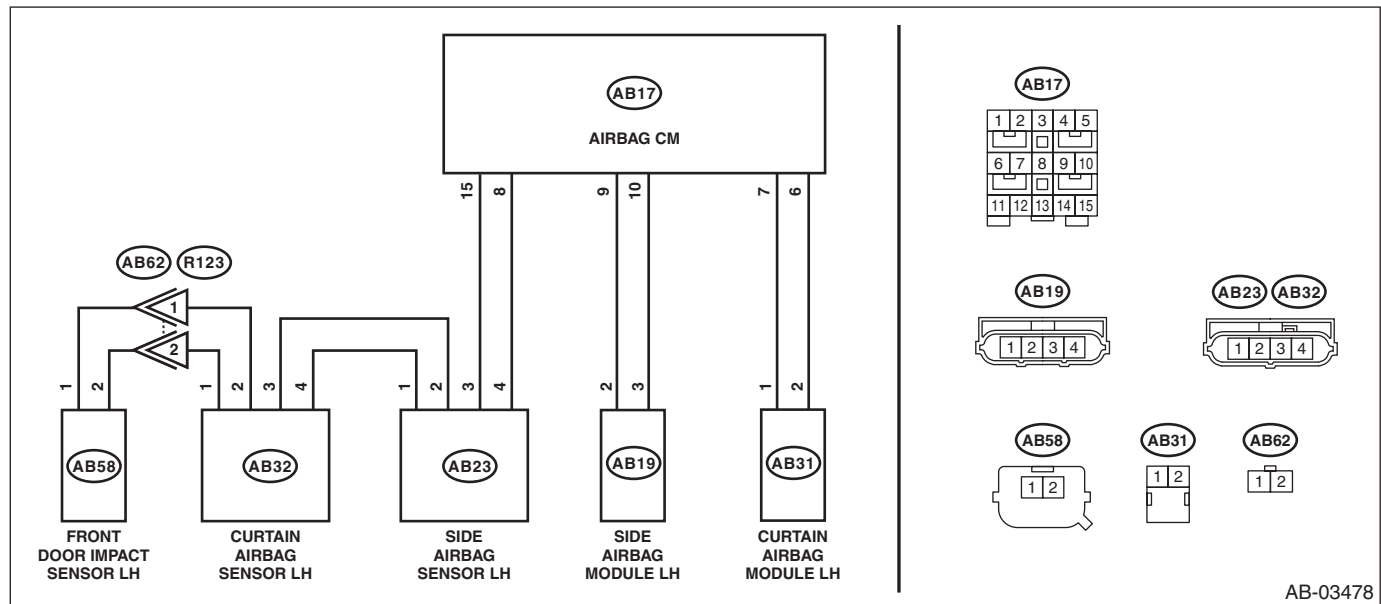 AB17
AIRBAG CM
15 8 9 10 7 6
AB62 R123
1
2
1 2 1 2 3 4 1 2 3 4 2 3 1 2
AB58 AB32 AB23 AB19 AB31
FRONT
DOOR IMPACT
SENSOR LH
CURTAIN
AIRBAG
SENSOR LH
SIDE
AIRBAG
SENSOR LH
SIDE
AIRBAG
MODULE LH
CURTAIN
AIRBAG
MODULE LH
AB17
1 2 3 4 5
6 7 8 9 10
11 12 13 14 15
AB19
1 2 3 4
AB23 AB32
1 2 3 4
AB58
1 2
AB31
1 2
AB62
1 2
AB-03478